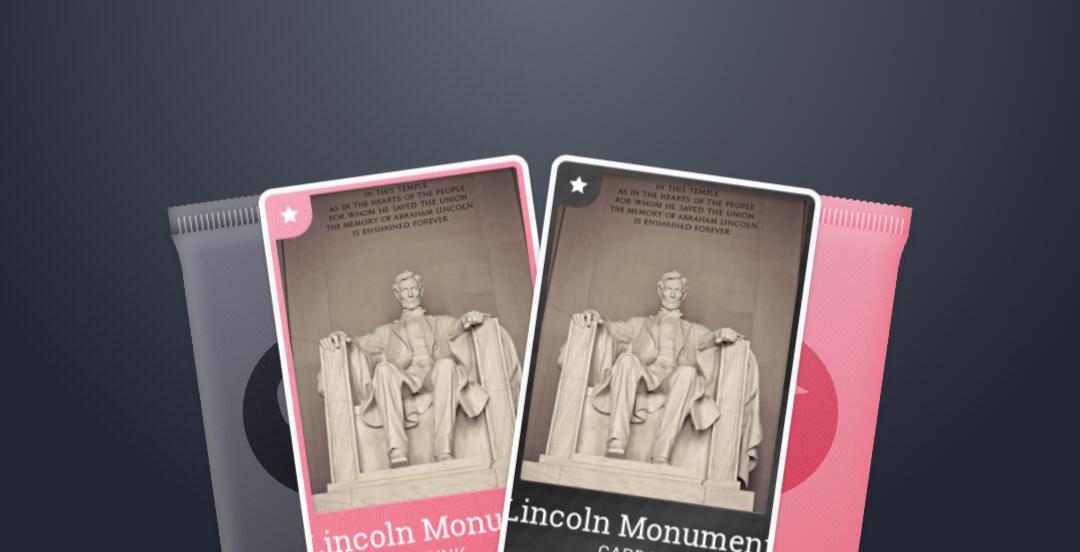 IN THIS TEMPLE
AS IN THE HEARTS OF THE PEOPLE
FOR WHOM HE SAVED THE UNION
THE MEMORY OF ABRAHAM LINCOLN
IS ENSHRINED FOREVER
Lincoln Monu
IN THIS TEMPLE
AS IN THE HEARTS OF THE PEOPLE
FOR WHOM HE SAVED THE UNION
THE MEMORY OF ABRAHAM LINCOLN
IS ENSHRINED FOREVER
Lincoln Monument